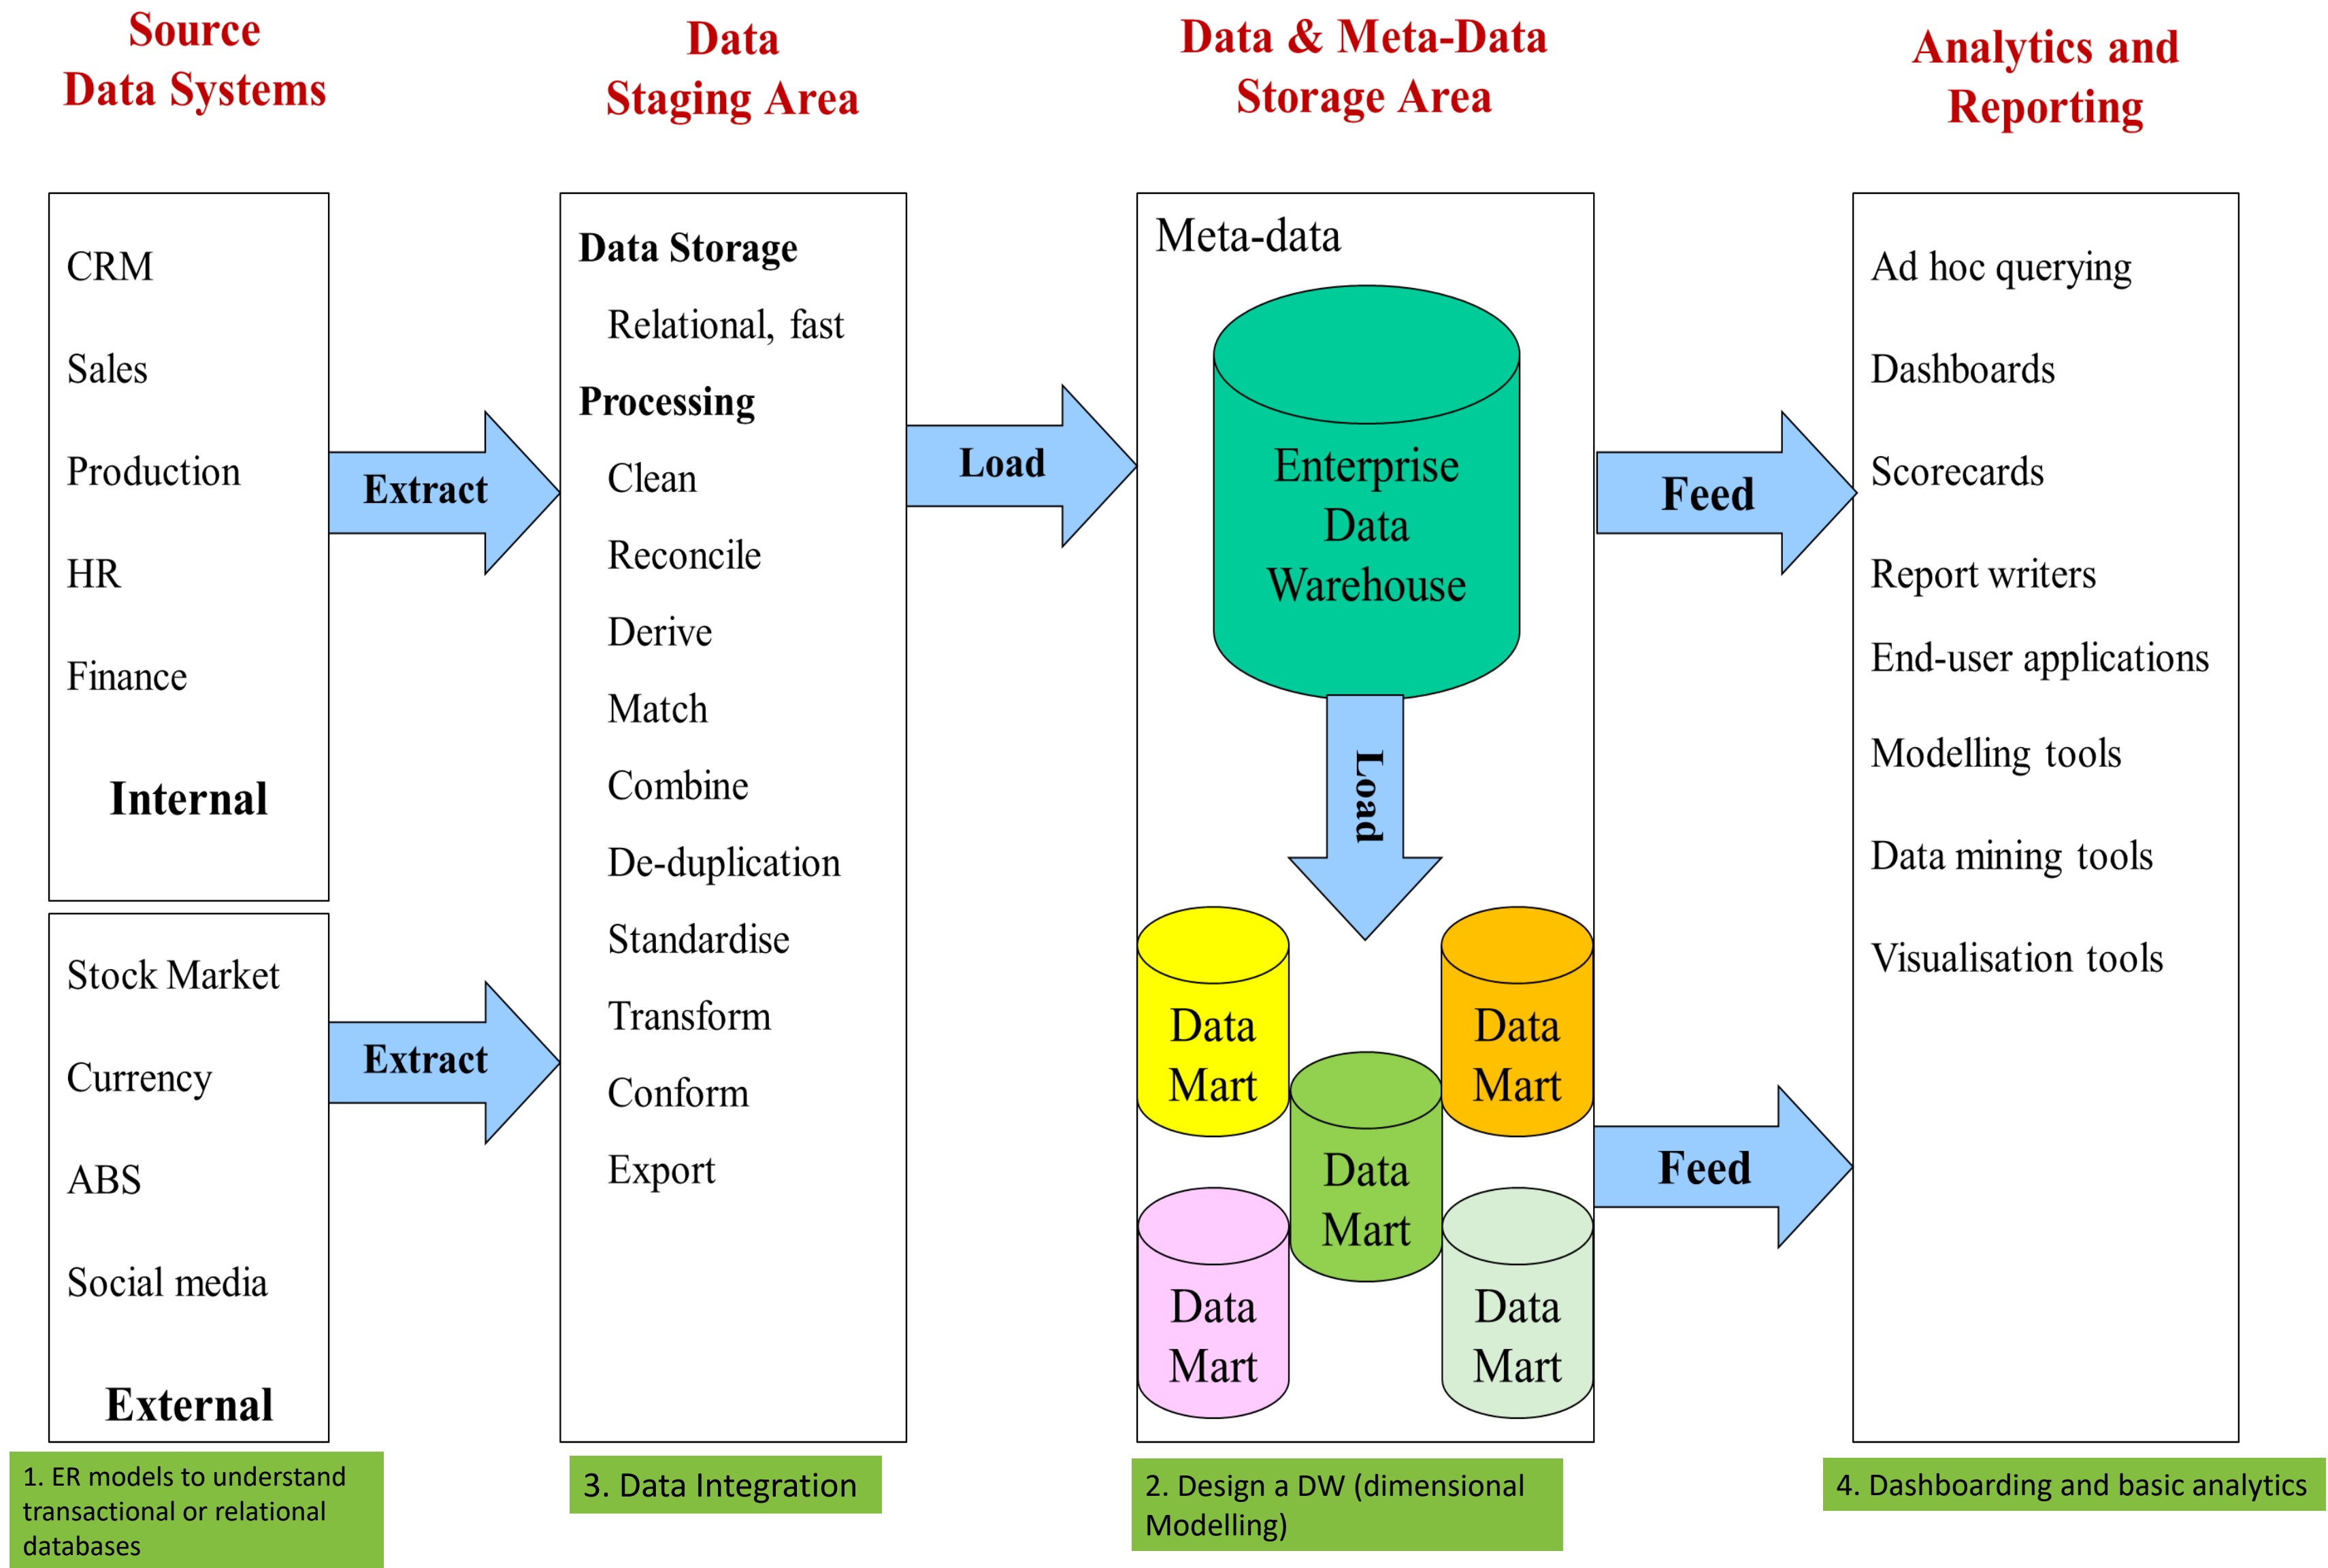 Source
Data Systems
Data
Staging Area
Data & Meta-Data
Storage Area
Analytics and
Reporting
CRM
Sales
Production
HR
Finance
Internal
Stock Market
Currency
ABS
Social media
External
Extract
Extract
Data Storage
Relational, fast
Processing
Clean
Reconcile
Derive
Match
Combine
De-duplication
Standardise
Transform
Conform
Export
Load
Meta-data
Enterprise
Data
Warehouse
Load
Data
Mart
Data
Mart
Data
Mart
Data
Mart
Data
Mart
Feed
Feed
Ad hoc querying
Dashboards
Scorecards
Report writers
End-user applications
Modelling tools
Data mining tools
Visualisation tools
1. ER models to understand
transactional or relational
databases
3. Data Integration
2. Design a DW (dimensional
Modelling)
4. Dashboarding and basic analytics